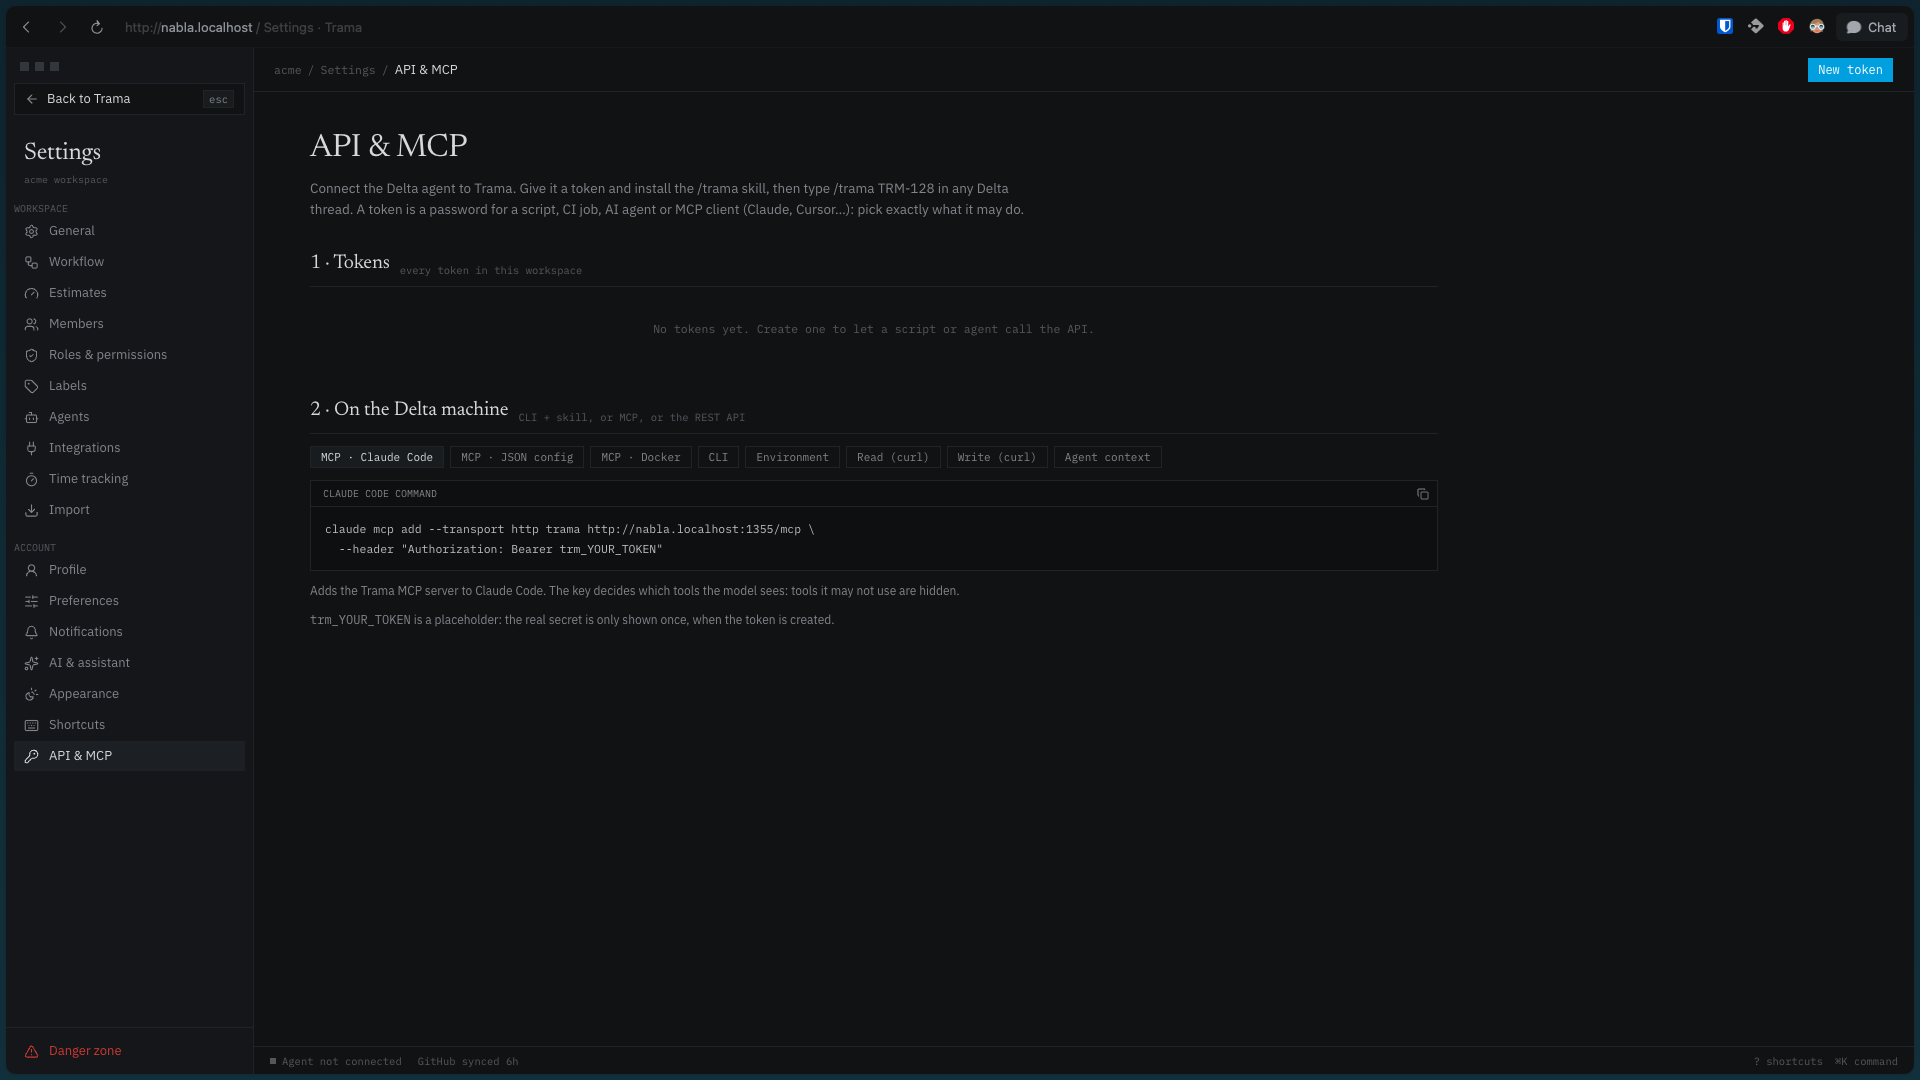 http://nabla.localhost / Settings · Trama
Chat
Back to Trama esc
Settings
acme workspace
WORKSPACE
General
Workflow
Estimates
Members
Roles & permissions
Labels
Agents
Integrations
Time tracking
Import
ACCOUNT
Profile
Preferences
Notifications
AI & assistant
Appearance
Shortcuts
API & MCP
Danger zone
acme / Settings / API & MCP
New token
API & MCP
Connect the Delta agent to Trama. Give it a token and install the /trama skill, then type /trama TRM-128 in any Delta
thread. A token is a password for a script, CI job, AI agent or MCP client (Claude, Cursor…): pick exactly what it may do.
1 · Tokens every token in this workspace
No tokens yet. Create one to let a script or agent call the API.
2 · On the Delta machine CLI + skill, or MCP, or the REST API
MCP · Claude Code MCP · JSON config MCP · Docker CLI Environment Read (curl) Write (curl) Agent context
CLAUDE CODE COMMAND
claude mcp add --transport http trama http://nabla.localhost:1355/mcp \
--header "Authorization: Bearer trm_YOUR_TOKEN"
Adds the Trama MCP server to Claude Code. The key decides which tools the model sees: tools it may not use are hidden.
trm_YOUR_TOKEN is a placeholder: the real secret is only shown once, when the token is created.
Agent not connected GitHub synced 6h
? shortcuts ⌘K command